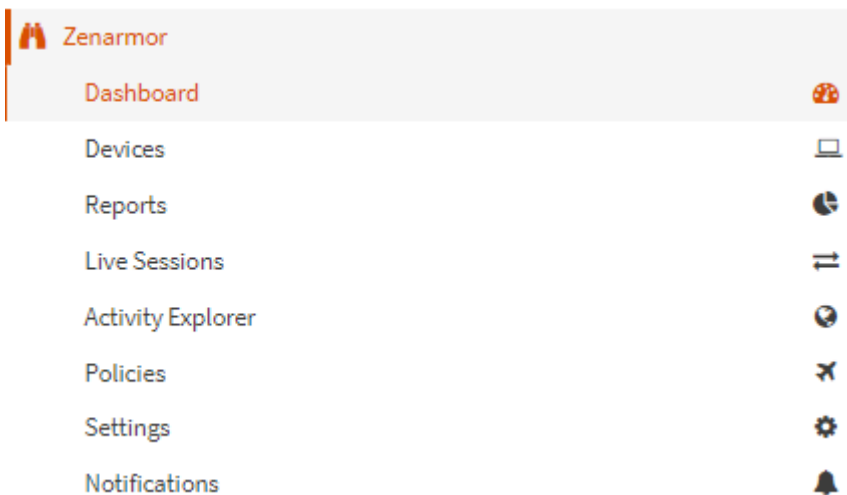 Zenarmor
Dashboard
Devices
Reports
Live Sessions
Activity Explorer
Policies
Settings
Notifications